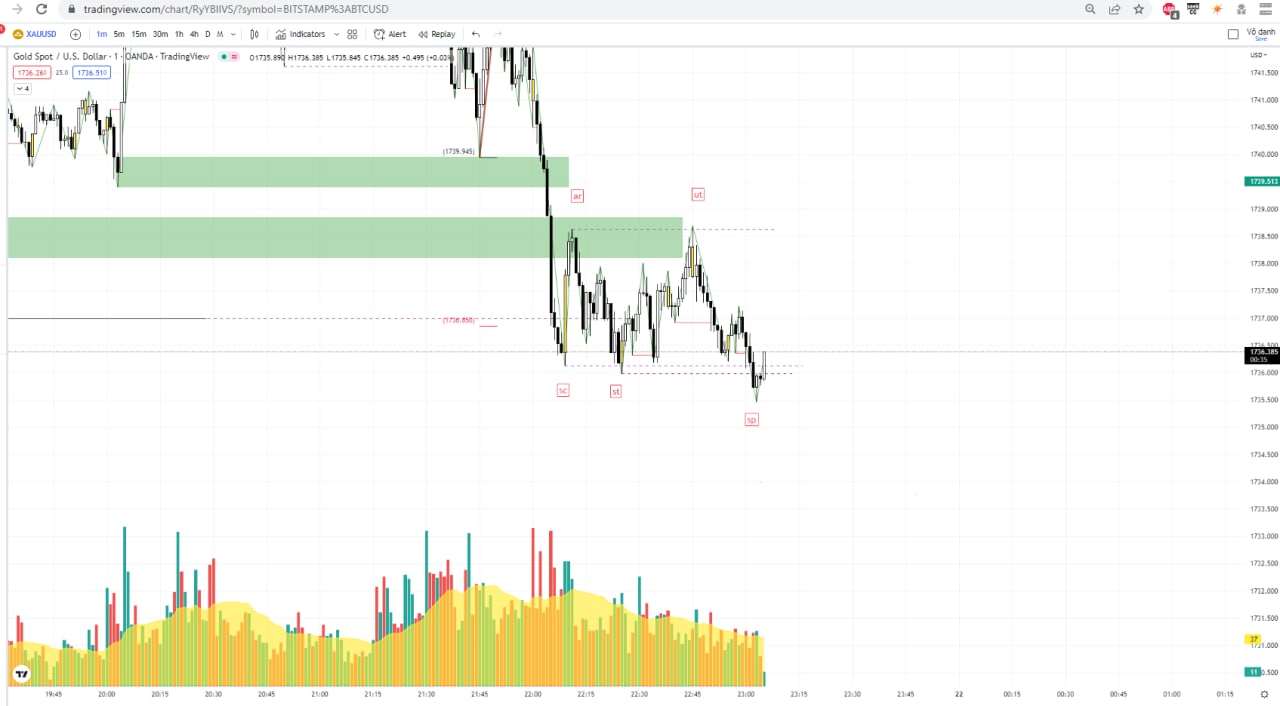 tradingview.com/chart/RyYBIIVS/?symbol=BITSTAMP%3ABTCUSD
4
XAUUSD 1m 5m 15m 30m 1h 4h D M Indicators Alert Replay Vô danh
Save
Gold Spot / U.S. Dollar · 1 · OANDA · TradingView O1735.890 H1736.385 L1735.845 C1736.385 +0.495 (+0.03%)
USD
1736.260 25.0 1736.510
4
1741.500
1741.000
1740.500
1740.000
(1739.945)
1739.513
ar
ut
1739.000
1738.500
1738.000
1737.500
1737.000
(1736.850)
1736.500
1736.385
00:35
1736.000
sc
st
1735.500
sp
1735.000
1734.500
1734.000
1733.500
1733.000
1732.500
1732.000
1731.500
37
1731.000
11
0.500
19:45 20:00 20:15 20:30 20:45 21:00 21:15 21:30 21:45 22:00 22:15 22:30 22:45 23:00 23:15 23:30 23:45 22 00:15 00:30 00:45 01:00 01:15